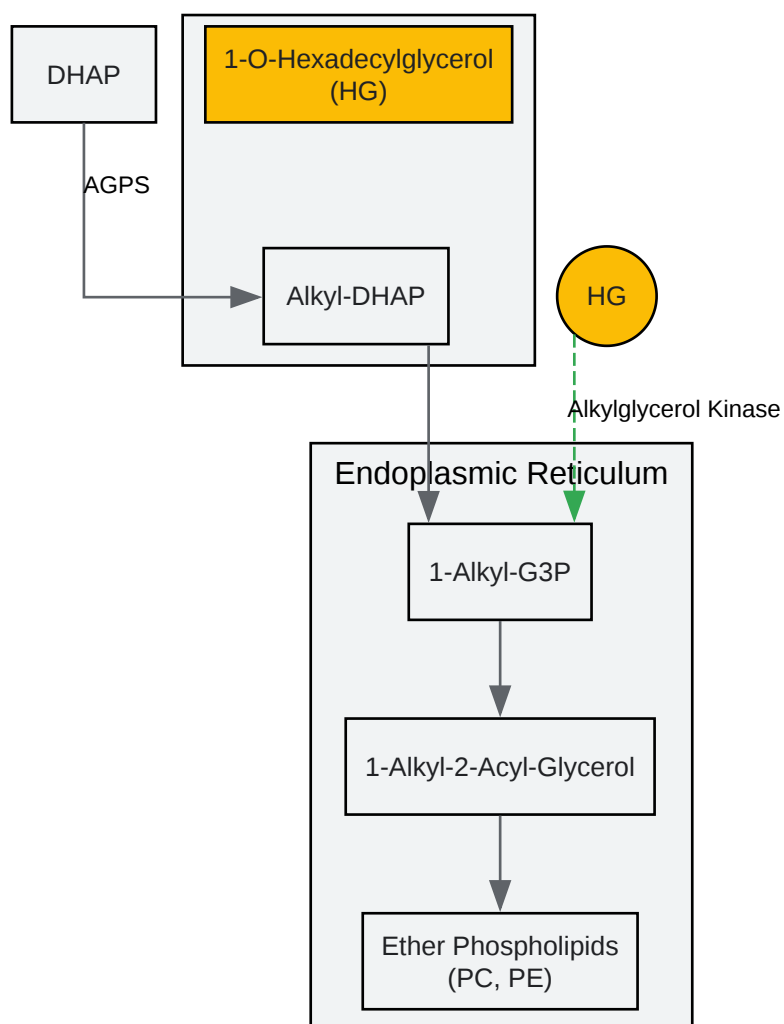 DHAP
1-O-Hexadecylglycerol
(HG)
AGPS
Alkyl-DHAP
HG
Alkylglycerol Kinase
Endoplasmic Reticulum
1-Alkyl-G3P
1-Alkyl-2-Acyl-Glycerol
Ether Phospholipids
(PC, PE)